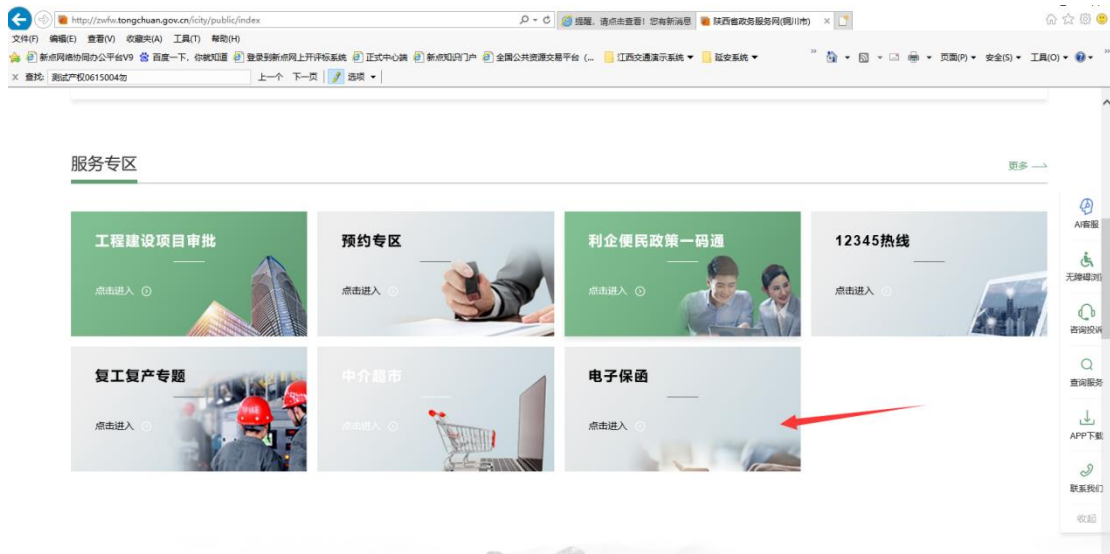 http://zwfw.tongchuan.gov.cn/icity/public/index
提醒，请点击查看！您有新消息
陕西省政务服务网(铜川市)
文件(F) 编辑(E) 查看(V) 收藏夹(A) 工具(T) 帮助(H)
新点网络协同办公平台V9 百度一下，你就知道 登录到新点网上开评标系统 正式中心端 新点知识门户 全国公共资源交易平台 (... 江西交通演示系统 延安系统
页面(P) 安全(S) 工具(O)
× 查找: 测试产权0615004勿 上一个 下一页 选项
服务专区
更多
工程建设项目审批
点击进入
预约专区
点击进入
利企便民政策一码通
点击进入
12345热线
点击进入
复工复产专题
点击进入
中介超市
点击进入
电子保函
点击进入
AI客服
无障碍浏
咨询投诉
查询服务
APP下载
联系我们
收起